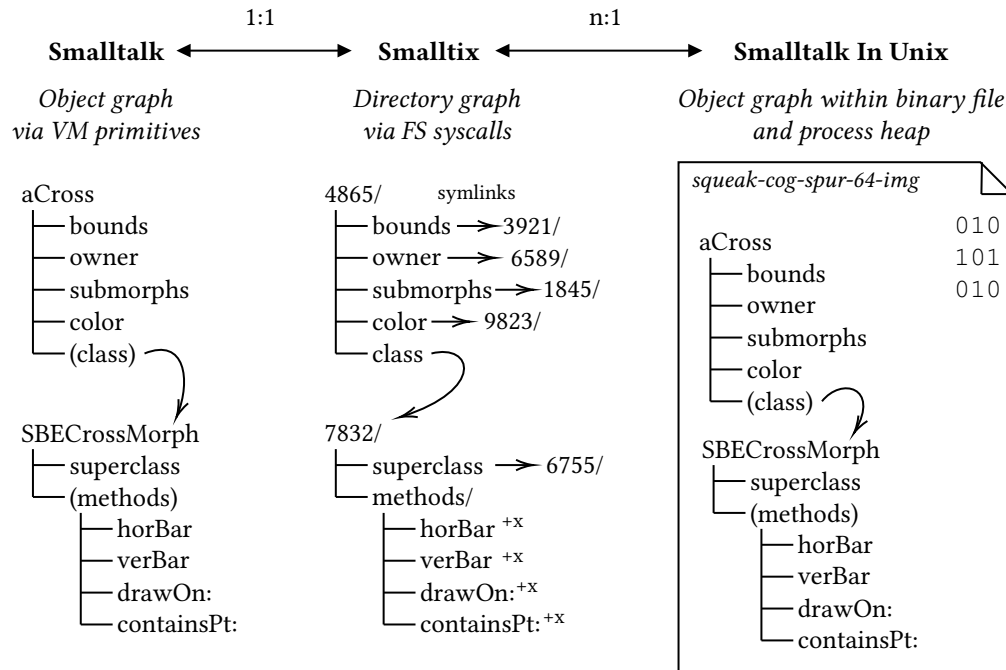 1:1
n:1
Smalltalk
Smalltix
Smalltalk In Unix
Object graph
via VM primitives
Directory graph
via FS syscalls
Object graph within binary file
and process heap
aCross
bounds
owner
submorphs
color
(class)
SBECrossMorph
superclass
(methods)
horBar
verBar
drawOn:
containsPt:
4865/
symlinks
bounds 3921/
owner 6589/
submorphs 1845/
color 9823/
class
7832/
superclass 6755/
methods/
horBar +x
verBar +x
drawOn:+x
containsPt:+x
squeak-cog-spur-64-img
010
101
010
aCross
bounds
owner
submorphs
color
(class)
SBECrossMorph
superclass
(methods)
horBar
verBar
drawOn:
containsPt: